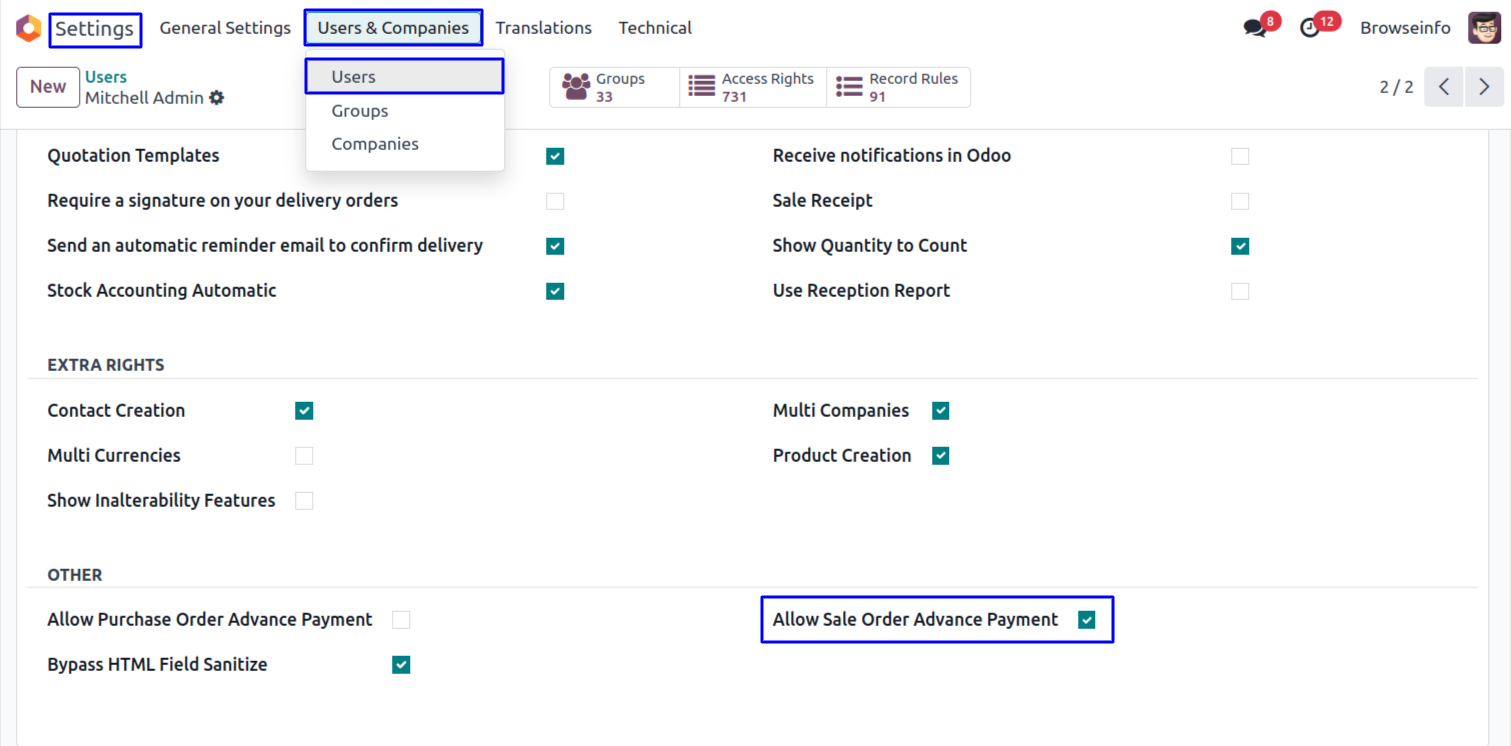 Settings General Settings Users & Companies Translations Technical 8 12 Browseinfo
New Users Mitchell Admin
Users
Groups
Companies
Groups 33 Access Rights 731 Record Rules 91 2 / 2
Quotation Templates Receive notifications in Odoo
Require a signature on your delivery orders Sale Receipt
Send an automatic reminder email to confirm delivery Show Quantity to Count
Stock Accounting Automatic Use Reception Report
EXTRA RIGHTS
Contact Creation Multi Companies
Multi Currencies Product Creation
Show Inalterability Features
OTHER
Allow Purchase Order Advance Payment Allow Sale Order Advance Payment
Bypass HTML Field Sanitize